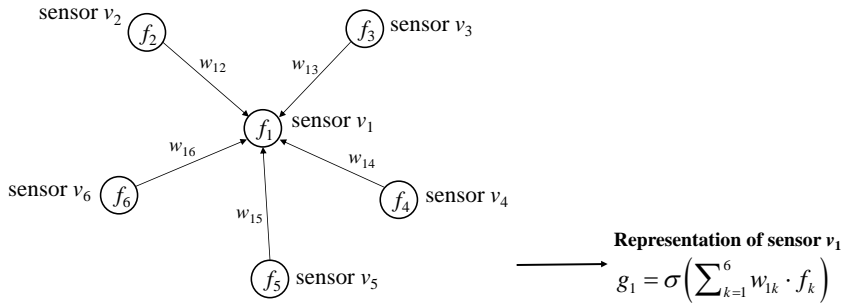 sensor v₂
f₂
f₃
sensor v₃
w₁₂
w₁₃
f₁
sensor v₁
w₁₆
w₁₄
sensor v₆
f₆
f₄
sensor v₄
w₁₅
f₅
sensor v₅
Representation of sensor v₁
g₁ = σ(∑⁶ₖ₌₁ w₁ₖ · fₖ)